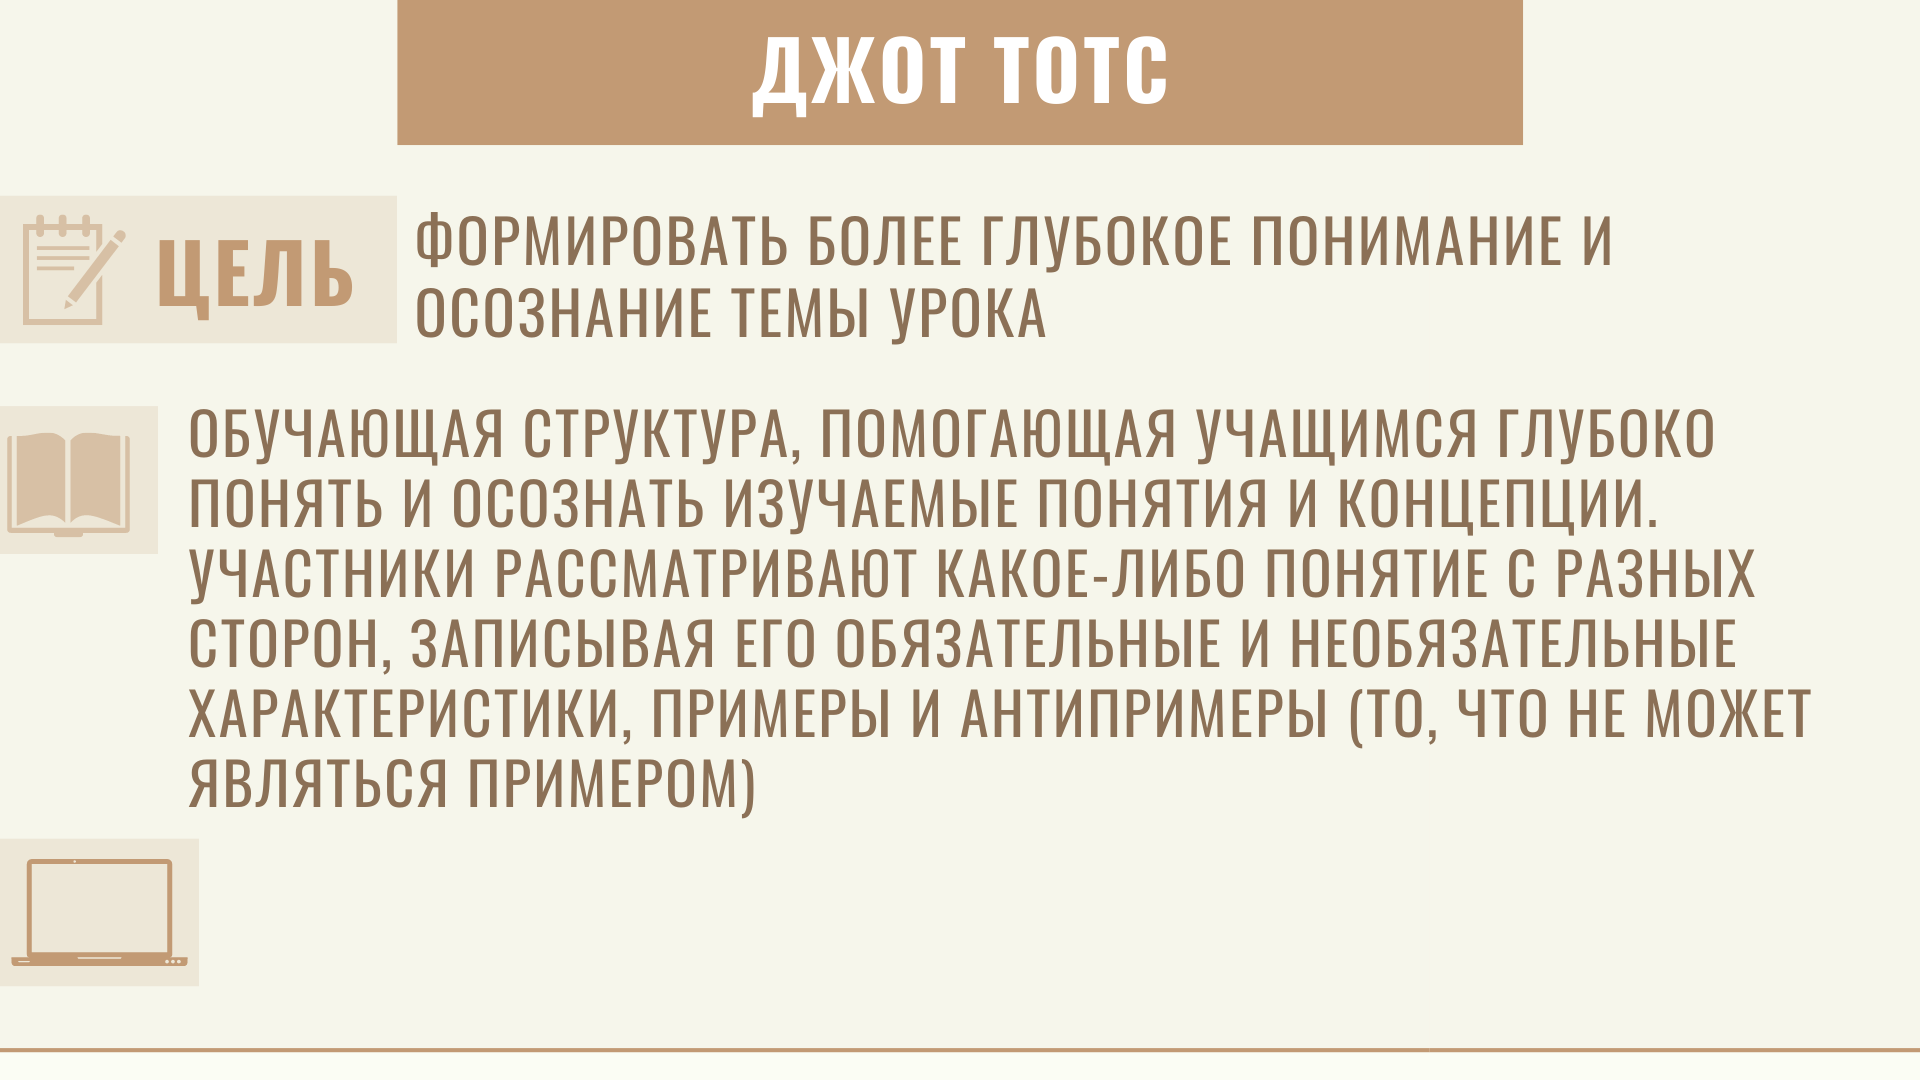 ДЖОТ ТОТС
ЦЕЛЬ
ФОРМИРОВАТЬ БОЛЕЕ ГЛУБОКОЕ ПОНИМАНИЕ И
ОСОЗНАНИЕ ТЕМЫ УРОКА
ОБУЧАЮЩАЯ СТРУКТУРА, ПОМОГАЮЩАЯ УЧАЩИМСЯ ГЛУБОКО
ПОНЯТЬ И ОСОЗНАТЬ ИЗУЧАЕМЫЕ ПОНЯТИЯ И КОНЦЕПЦИИ.
УЧАСТНИКИ РАССМАТРИВАЮТ КАКОЕ-ЛИБО ПОНЯТИЕ С РАЗНЫХ
СТОРОН, ЗАПИСЫВАЯ ЕГО ОБЯЗАТЕЛЬНЫЕ И НЕОБЯЗАТЕЛЬНЫЕ
ХАРАКТЕРИСТИКИ, ПРИМЕРЫ И АНТИПРИМЕРЫ (ТО, ЧТО НЕ МОЖЕТ
ЯВЛЯТЬСЯ ПРИМЕРОМ)